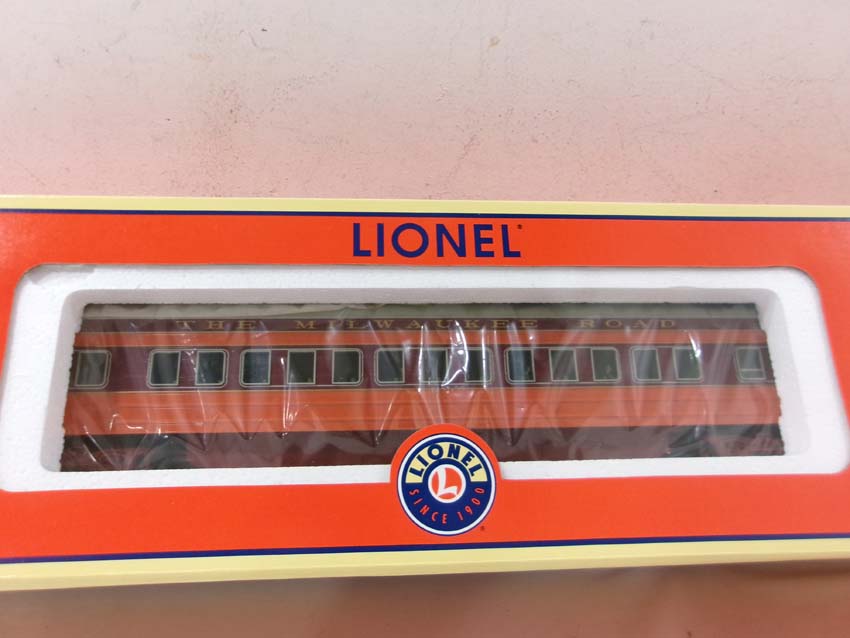 LIONEL®
THE MILWAUKEE ROAD
LIONEL
L
SINCE 1900